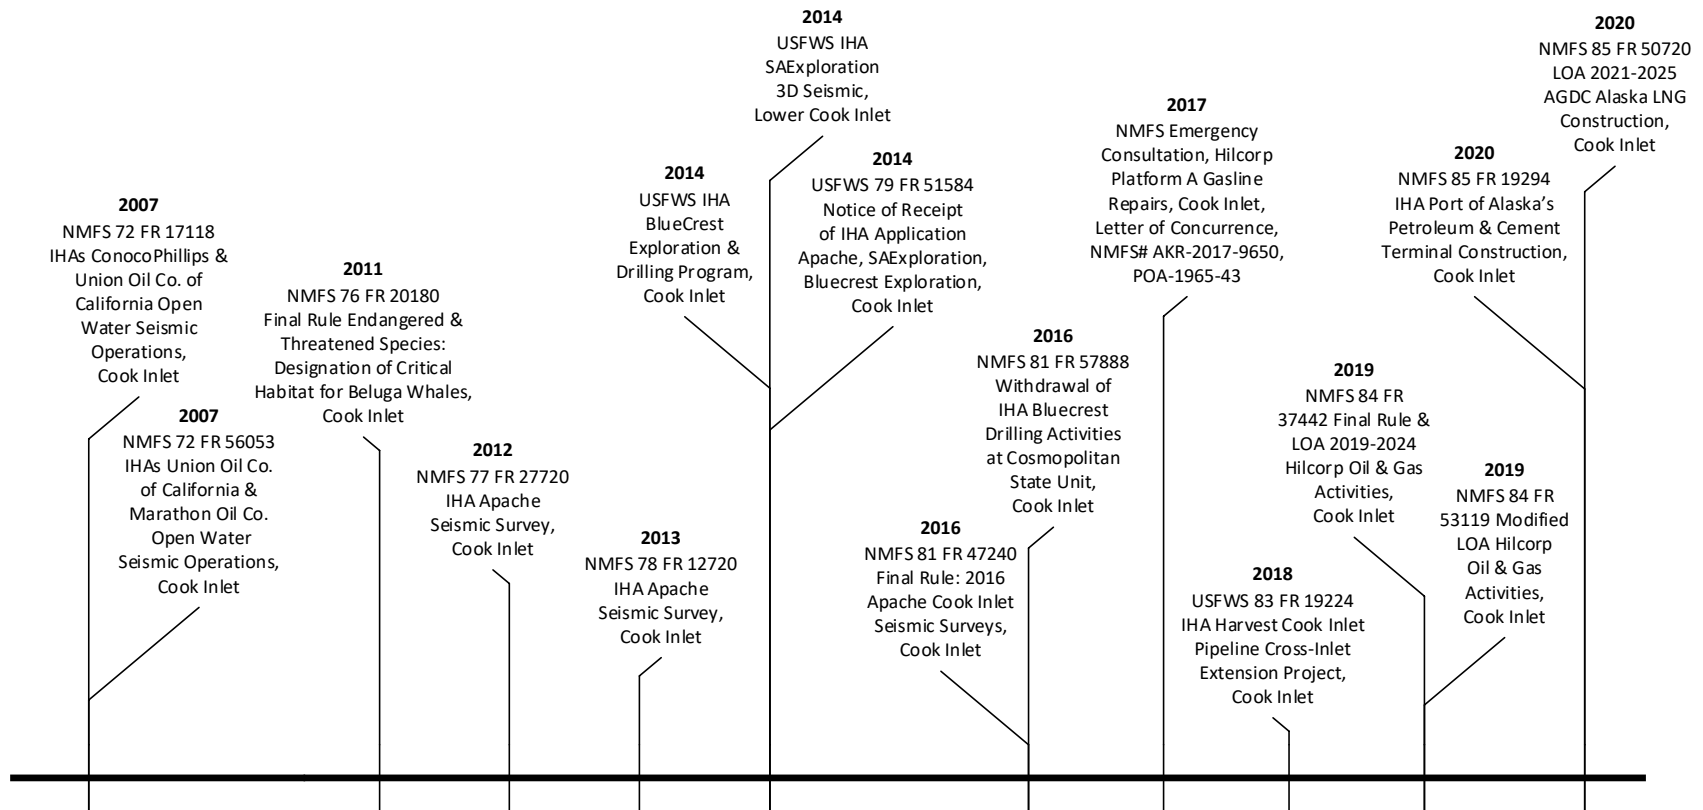 2007
NMFS 72 FR 17118
IHAs ConocoPhillips &
Union Oil Co. of
California Open
Water Seismic
Operations,
Cook Inlet
2007
NMFS 72 FR 56053
IHAs Union Oil Co.
of California &
Marathon Oil Co.
Open Water
Seismic Operations,
Cook Inlet
2011
NMFS 76 FR 20180
Final Rule Endangered &
Threatened Species:
Designation of Critical
Habitat for Beluga Whales,
Cook Inlet
2012
NMFS 77 FR 27720
IHA Apache
Seismic Survey,
Cook Inlet
2013
NMFS 78 FR 12720
IHA Apache
Seismic Survey,
Cook Inlet
2014
USFWS IHA
BlueCrest
Exploration &
Drilling Program,
Cook Inlet
2014
USFWS IHA
SAExploration
3D Seismic,
Lower Cook Inlet
2014
USFWS 79 FR 51584
Notice of Receipt
of IHA Application
Apache, SAExploration,
Bluecrest Exploration,
Cook Inlet
2016
NMFS 81 FR 47240
Final Rule: 2016
Apache Cook Inlet
Seismic Surveys,
Cook Inlet
2016
NMFS 81 FR 57888
Withdrawal of
IHA Bluecrest
Drilling Activities
at Cosmopolitan
State Unit,
Cook Inlet
2017
NMFS Emergency
Consultation, Hilcorp
Platform A Gasline
Repairs, Cook Inlet,
Letter of Concurrence,
NMFS# AKR-2017-9650,
POA-1965-43
2018
USFWS 83 FR 19224
IHA Harvest Cook Inlet
Pipeline Cross-Inlet
Extension Project,
Cook Inlet
2019
NMFS 84 FR
37442 Final Rule &
LOA 2019-2024
Hilcorp Oil & Gas
Activities,
Cook Inlet
2019
NMFS 84 FR
53119 Modified
LOA Hilcorp
Oil & Gas
Activities,
Cook Inlet
2020
NMFS 85 FR 19294
IHA Port of Alaska’s
Petroleum & Cement
Terminal Construction,
Cook Inlet
2020
NMFS 85 FR 50720
LOA 2021-2025
AGDC Alaska LNG
Construction,
Cook Inlet